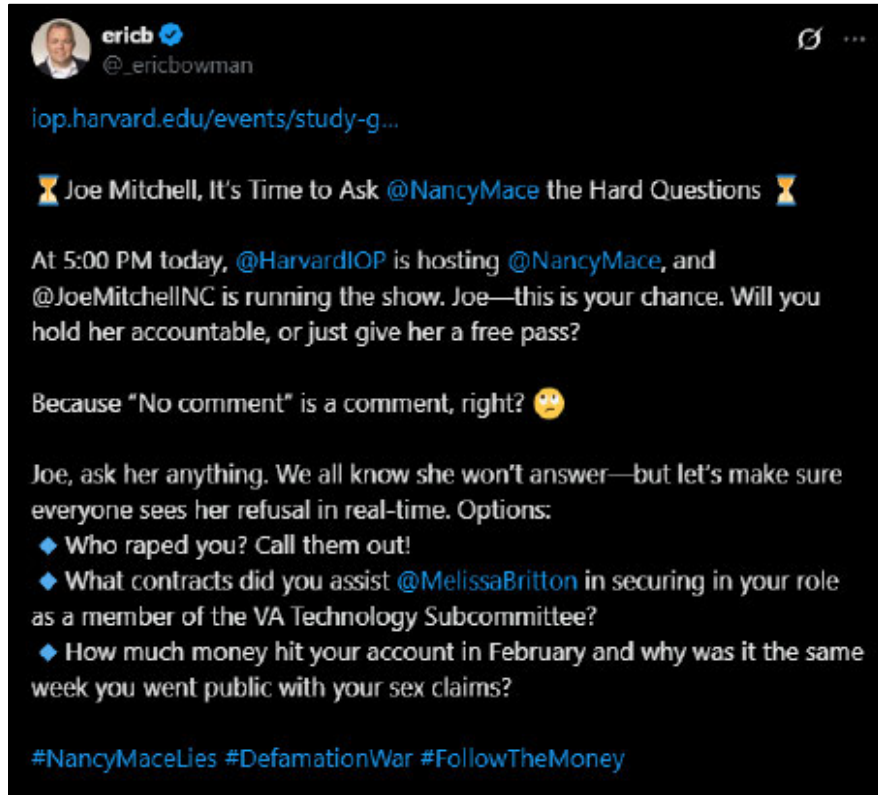 ericb
@_ericbowman
iop.harvard.edu/events/study-g...
⏳Joe Mitchell, It's Time to Ask @NancyMace the Hard Questions ⏳
At 5:00 PM today, @HarvardIOP is hosting @NancyMace, and
@JoeMitchellNC is running the show. Joe—this is your chance. Will you
hold her accountable, or just give her a free pass?
Because "No comment" is a comment, right? 🙄
Joe, ask her anything. We all know she won't answer—but let's make sure
everyone sees her refusal in real-time. Options:
🔹Who raped you? Call them out!
🔹What contracts did you assist @MelissaBritton in securing in your role
as a member of the VA Technology Subcommittee?
🔹How much money hit your account in February and why was it the same
week you went public with your sex claims?
#NancyMaceLies #DefamationWar #FollowTheMoney